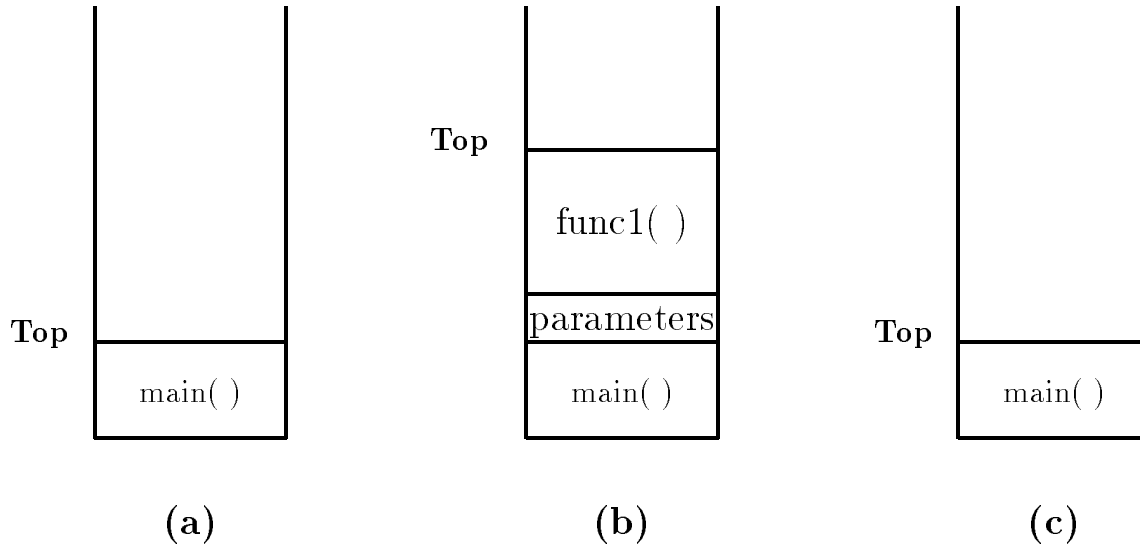 Top
func1( )
parameters
Top
Top
main( )
main( )
main( )
(a)
(b)
(c)